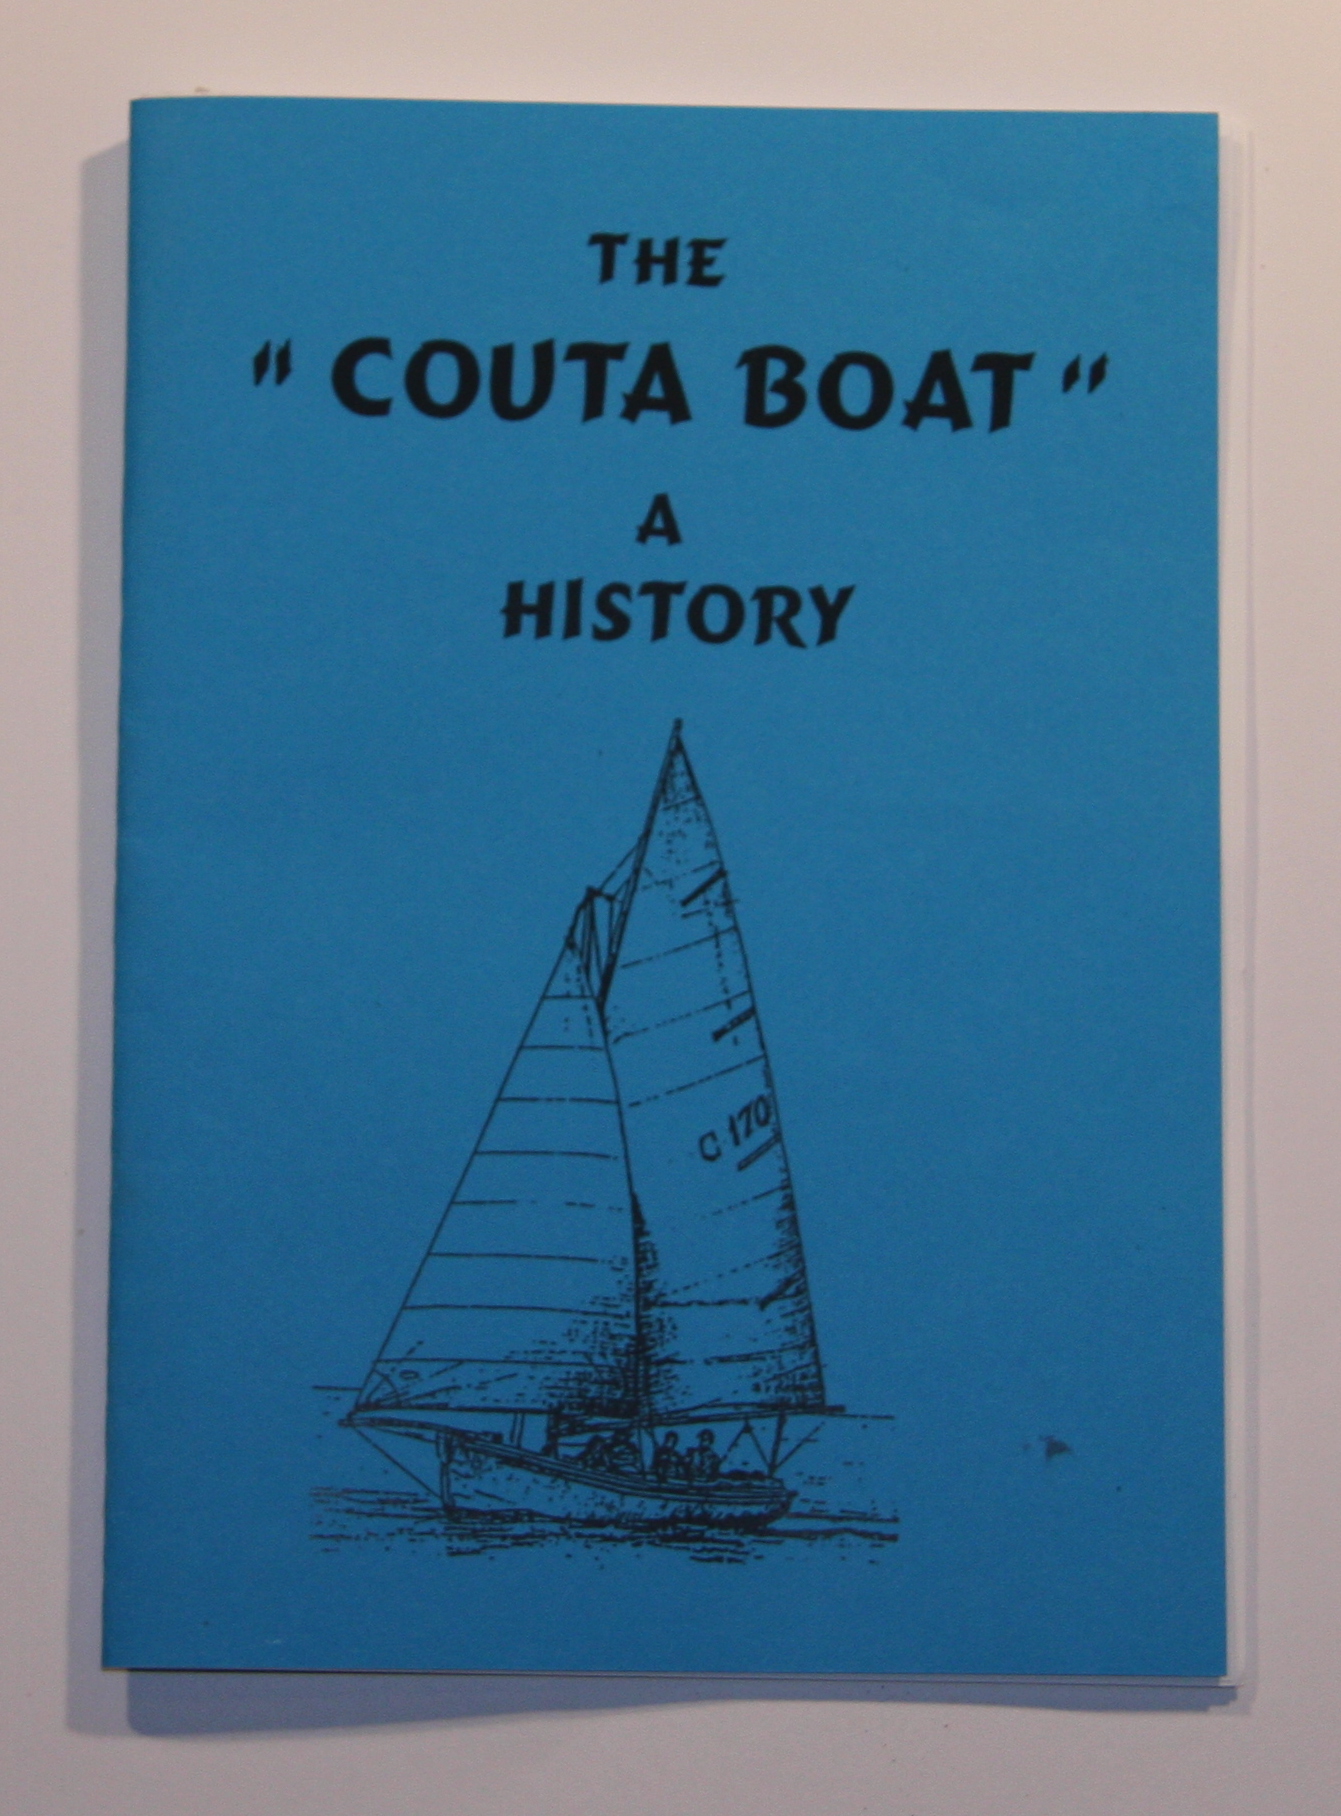 THE
" COUTA BOAT "
A
HISTORY
C 170